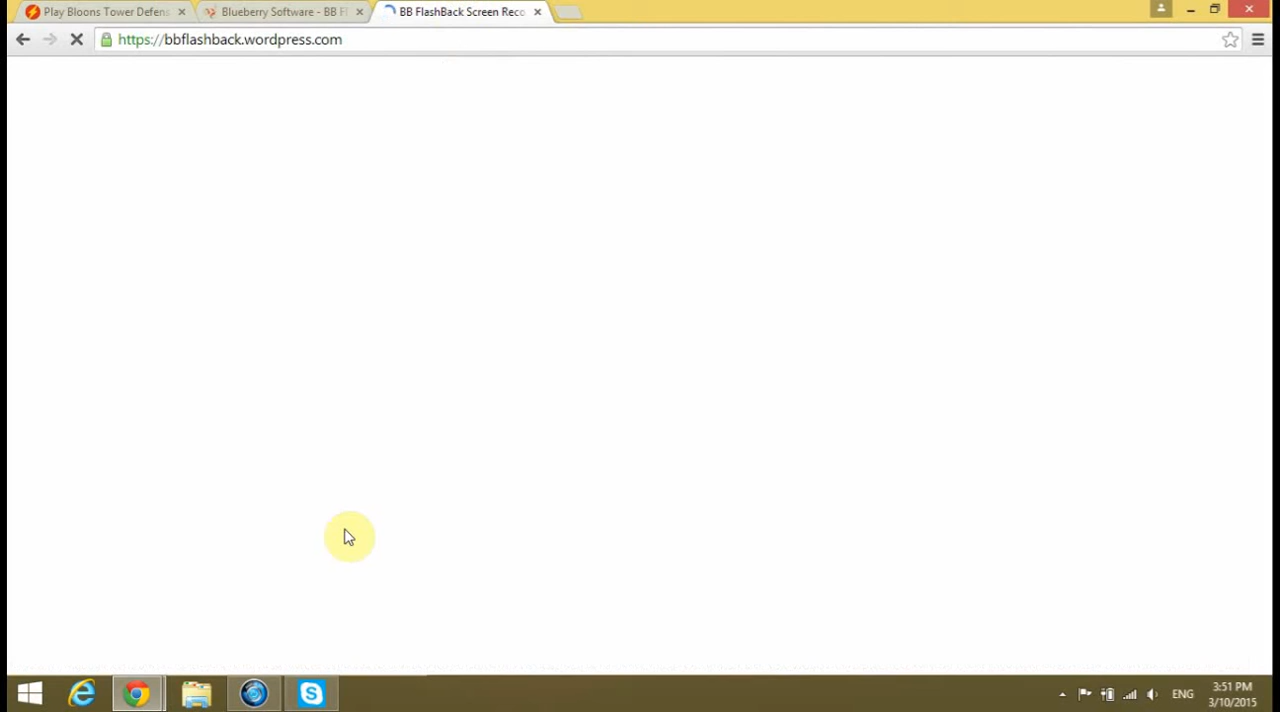 Play Bloons Tower Defens
Blueberry Software - BB Fl
BB FlashBack Screen Reco
https://bbflashback.wordpress.com
ENG
3:51 PM
3/10/2015